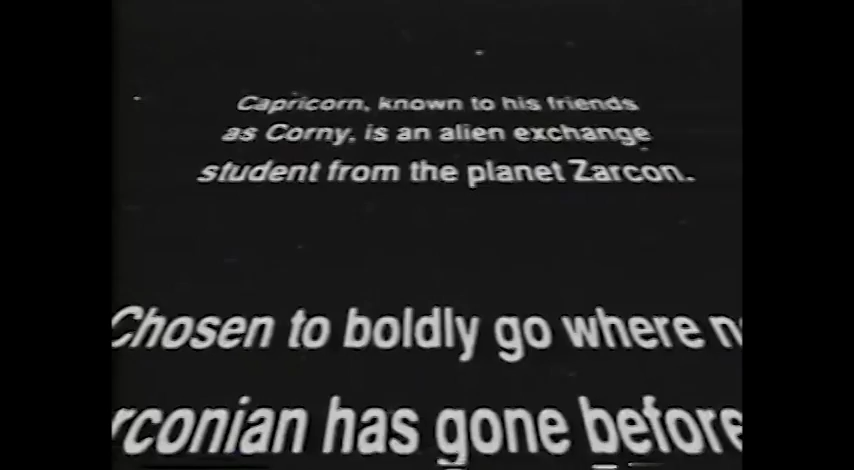 Capricorn, known to his friends
as Corny, is an alien exchange
student from the planet Zarcon.
Chosen to boldly go where
rconian has gone before